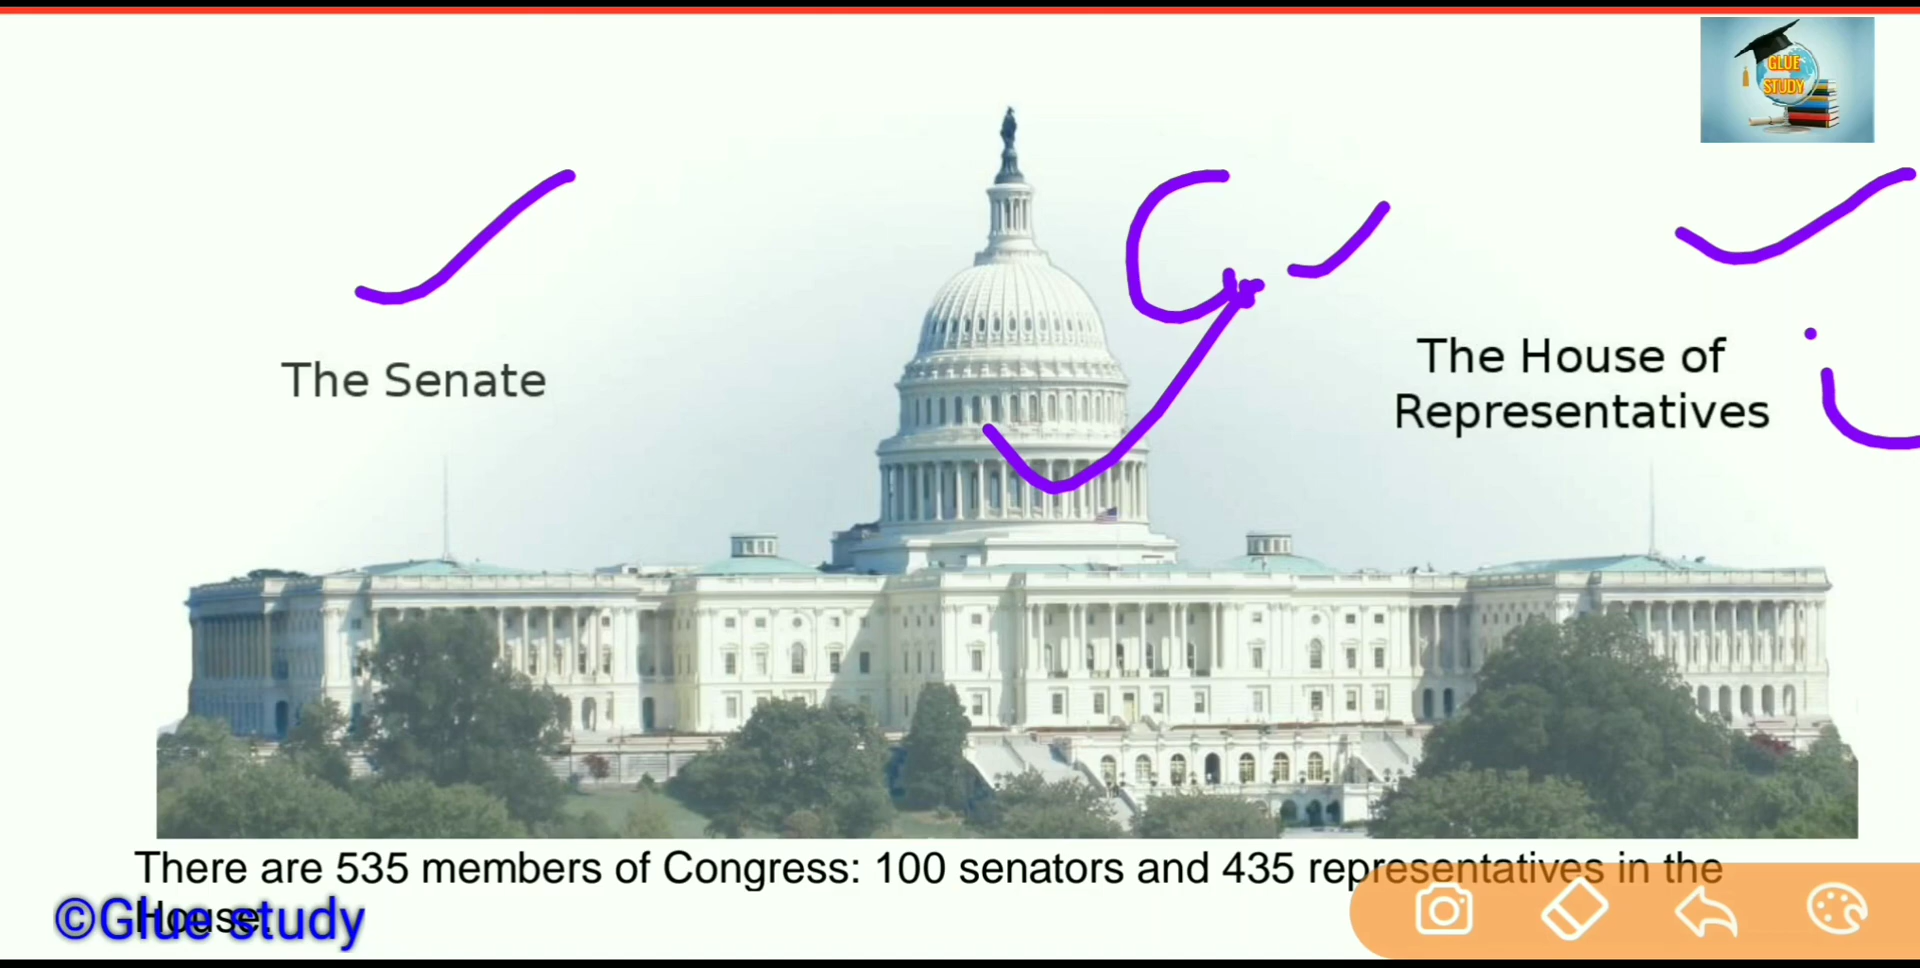 GLUE
STUDY
The Senate
The House of
Representatives
There are 535 members of Congress: 100 senators and 435 representatives in the
House.
©Glue study